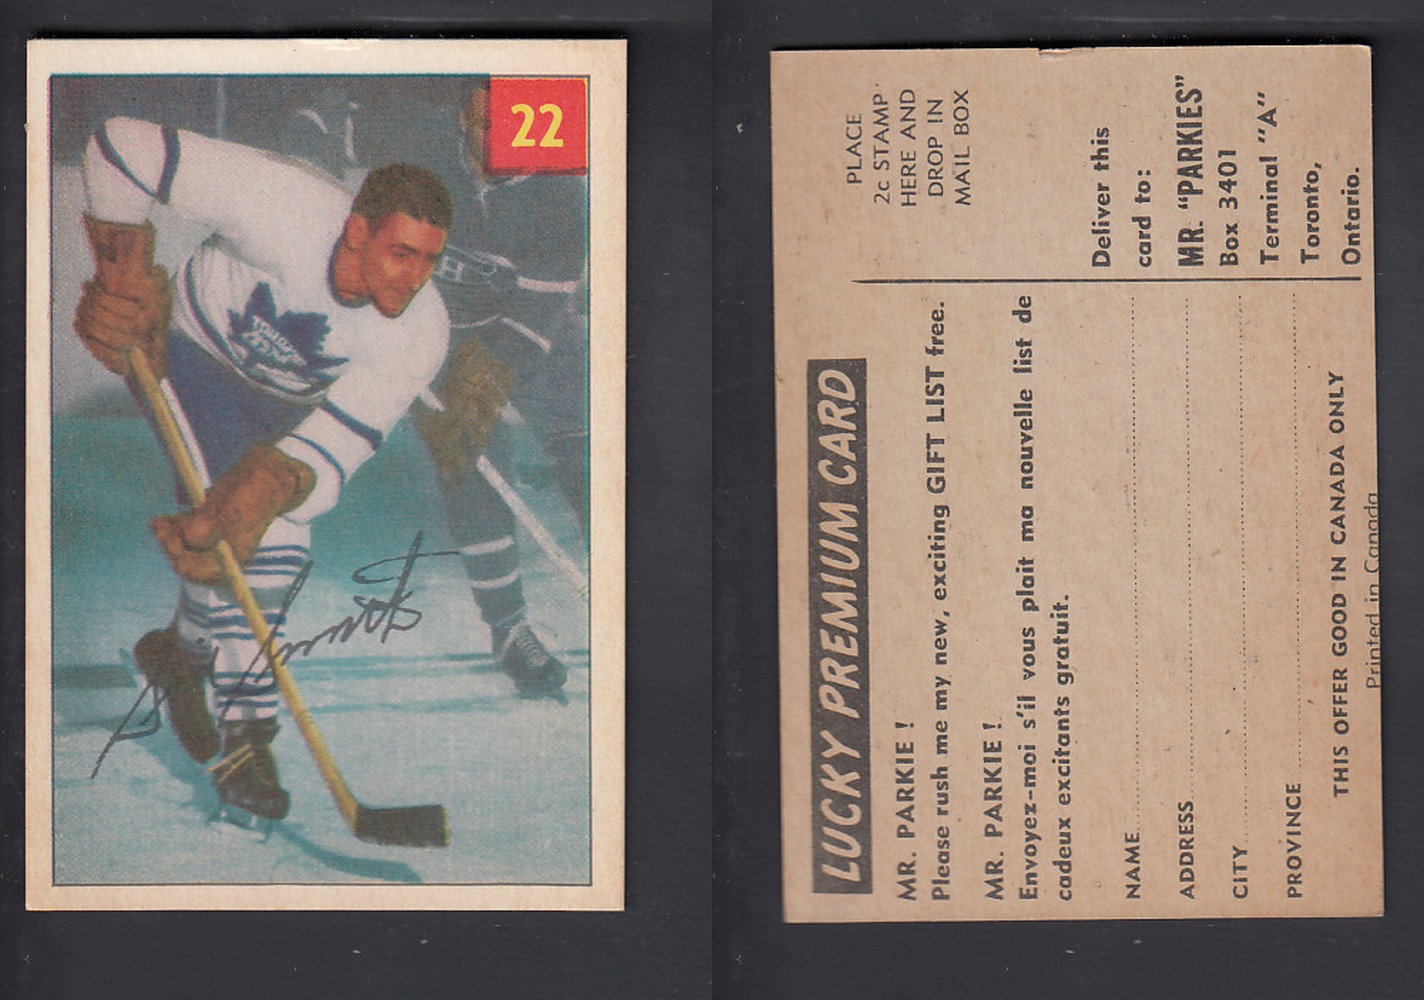 22
TORONTO
S Smith
LUCKY PREMIUM CARD
MR. PARKIE !
Please rush me my new, exciting GIFT LIST free.
MR. PARKIE !
Envoyez-moi s'il vous plait ma nouvelle list de
cadeux excitants gratuit.
NAME
ADDRESS
CITY
PROVINCE
THIS OFFER GOOD IN CANADA ONLY
Printed in Canada
PLACE
2c STAMP
HERE AND
DROP IN
MAIL BOX
Deliver this
card to:
MR. "PARKIES"
Box 3401
Terminal "A"
Toronto,
Ontario.